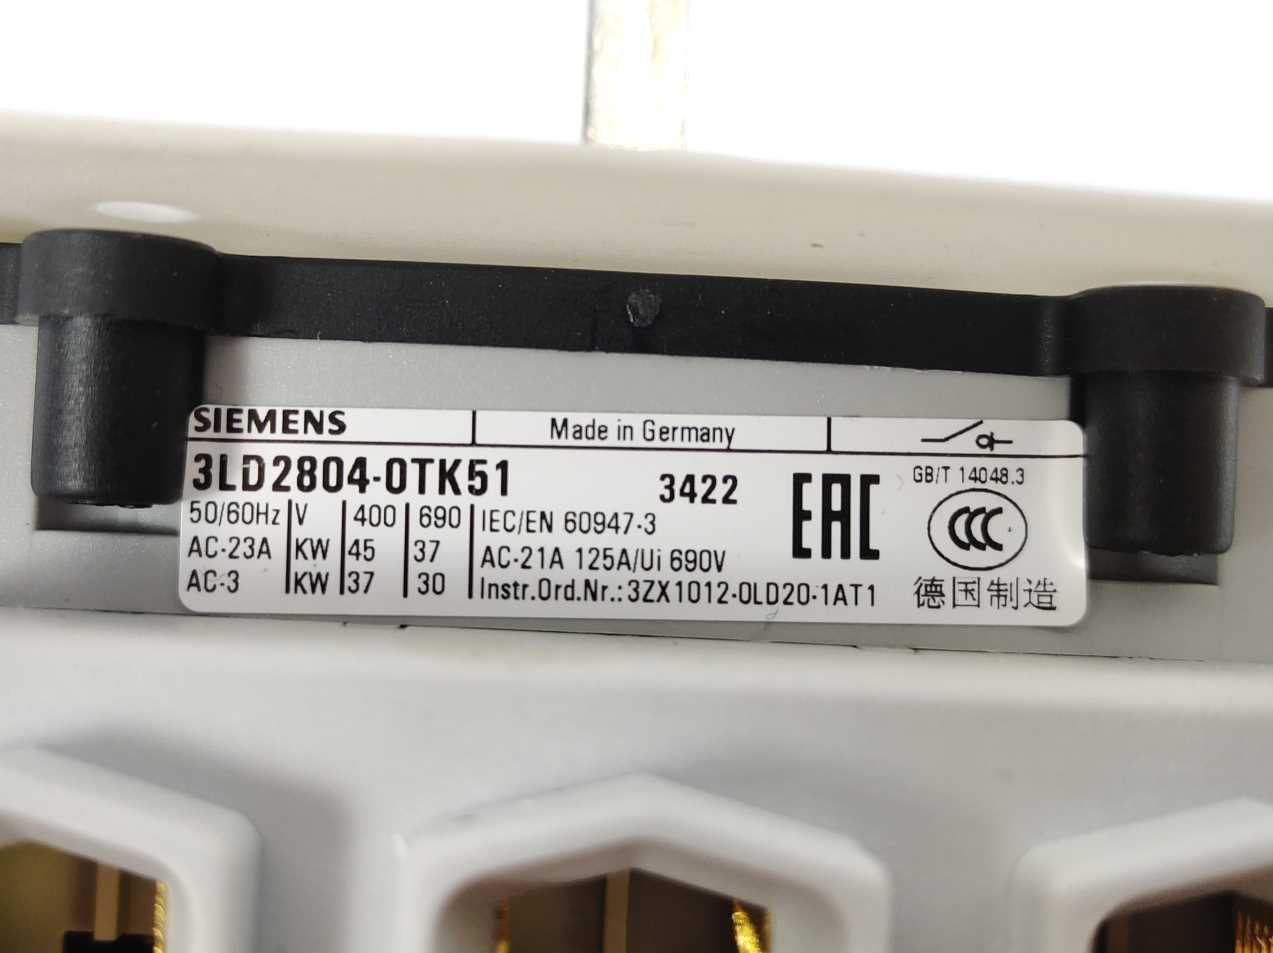 SIEMENS
Made in Germany
3LD2804-0TK51
3422
EAC
GB/T 14048.3
CCC
50/60Hz V 400 690
AC-23A KW 45 37
AC-3 KW 37 30
IEC/EN 60947-3
AC-21A 125A/Ui 690V
Instr.Ord.Nr.:3ZX1012-0LD20-1AT1
德国制造